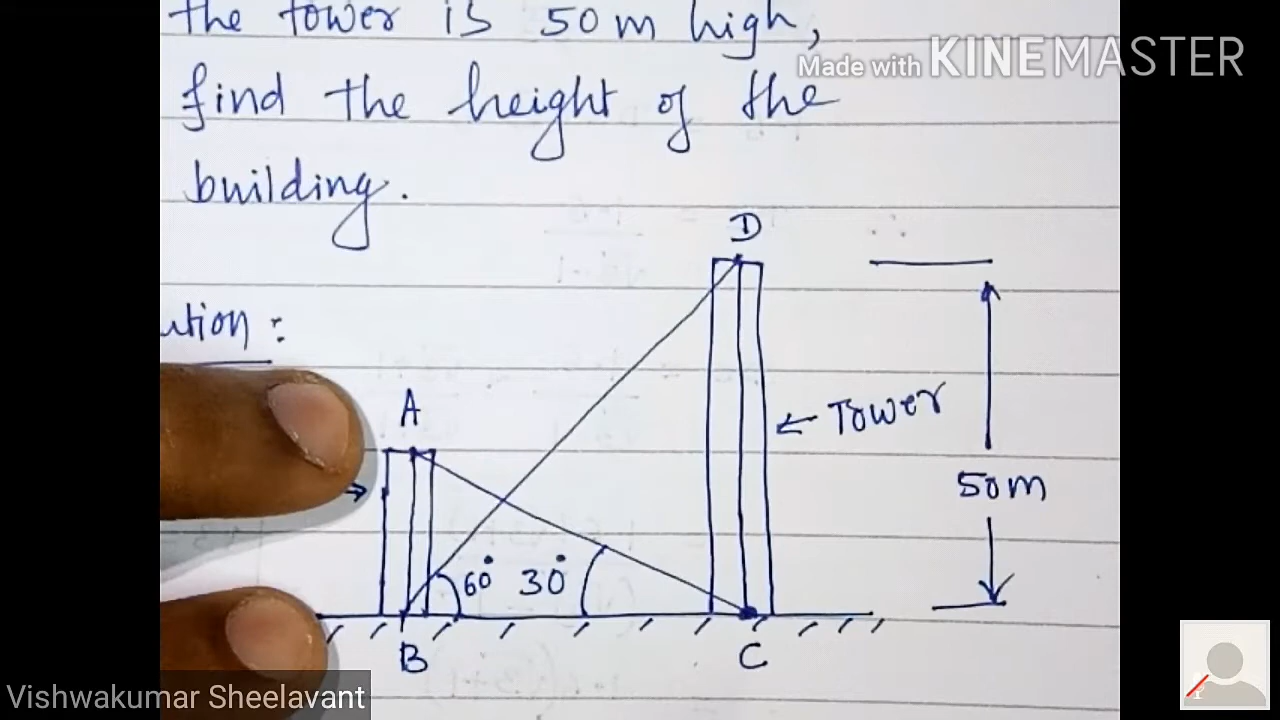 the tower is 50m high,
Made with KINEMASTER
find the height of the
building.
D
ution:
A
← Tower
50m
60° 30°
B C
Vishwakumar Sheelavant